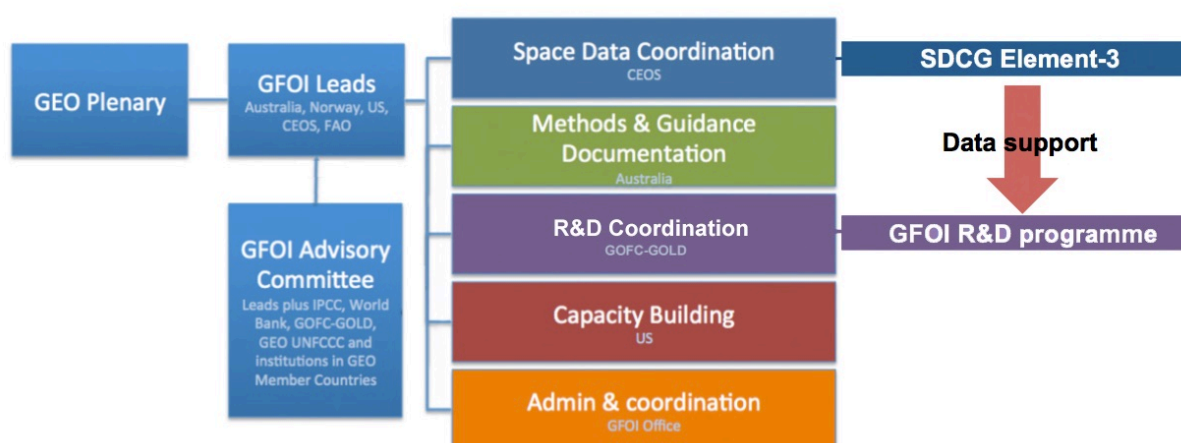 GEO Plenary
GFOI Leads
Australia, Norway, US,
CEOS, FAO
GFOI Advisory
Committee
Leads plus IPCC, World
Bank, GOFC-GOLD,
GEO UNFCCC and
institutions in GEO
Member Countries
Space Data Coordination
CEOS
Methods & Guidance
Documentation
Australia
R&D Coordination
GOFC-GOLD
Capacity Building
US
Admin & coordination
GFOI Office
SDCG Element-3
Data support
GFOI R&D programme